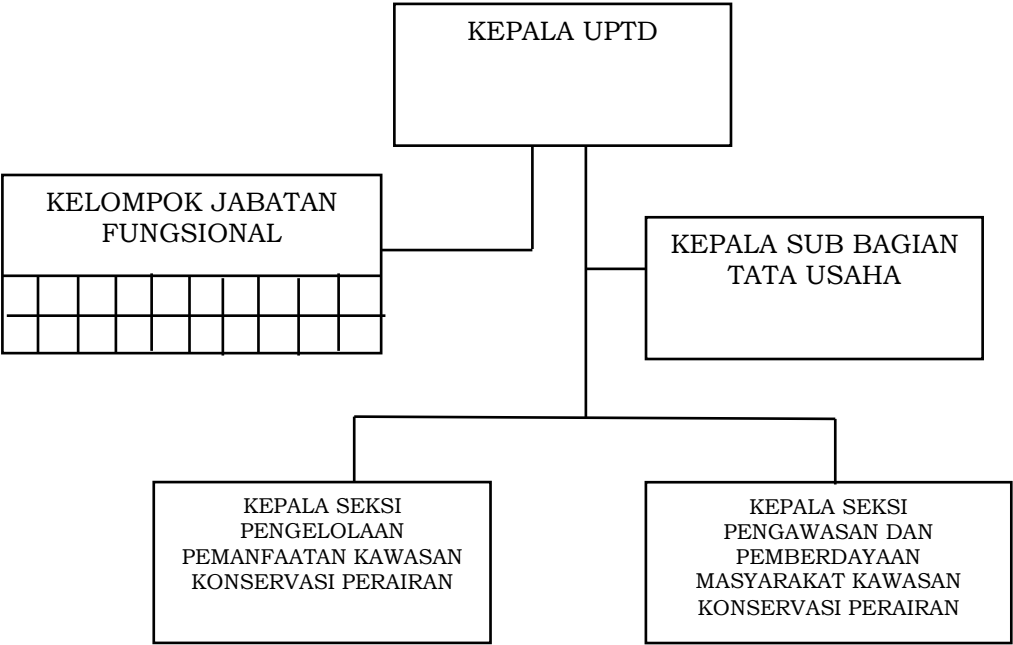 KEPALA UPTD
KELOMPOK JABATAN
FUNGSIONAL
KEPALA SUB BAGIAN
TATA USAHA
KEPALA SEKSI
PENGELOLAAN
PEMANFAATAN KAWASAN
KONSERVASI PERAIRAN
KEPALA SEKSI
PENGAWASAN DAN
PEMBERDAYAAN
MASYARAKAT KAWASAN
KONSERVASI PERAIRAN